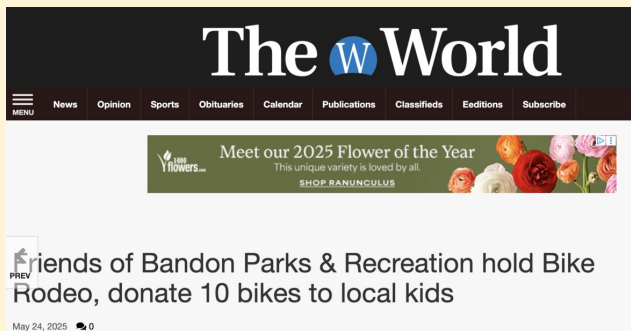 The W World
MENU
News Opinion Sports Obituaries Calendar Publications Classifieds Eeditions Subscribe
1-800 flowers.com
Meet our 2025 Flower of the Year
This unique variety is loved by all.
SHOP RANUNCULUS
PREV
Friends of Bandon Parks & Recreation hold Bike
Rodeo, donate 10 bikes to local kids
May 24, 2025 0